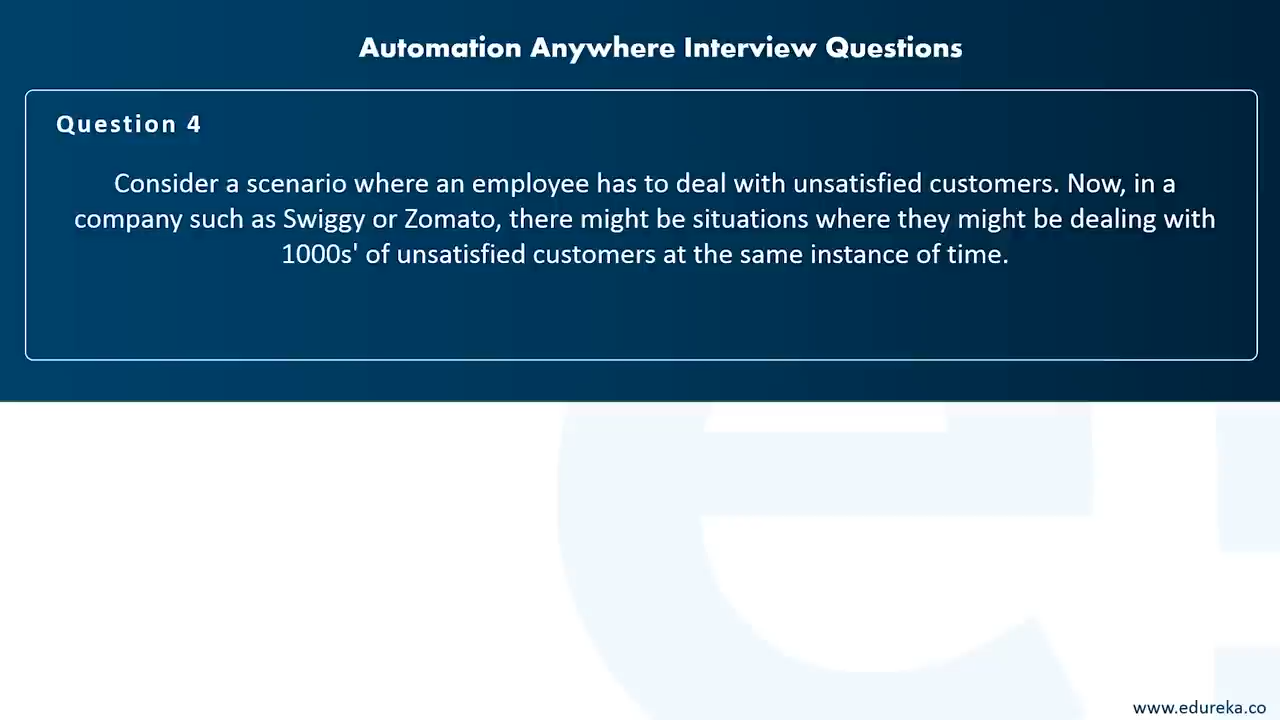 Automation Anywhere Interview Questions
Question 4
Consider a scenario where an employee has to deal with unsatisfied customers. Now, in a
company such as Swiggy or Zomato, there might be situations where they might be dealing with
1000s' of unsatisfied customers at the same instance of time.
www.edureka.co